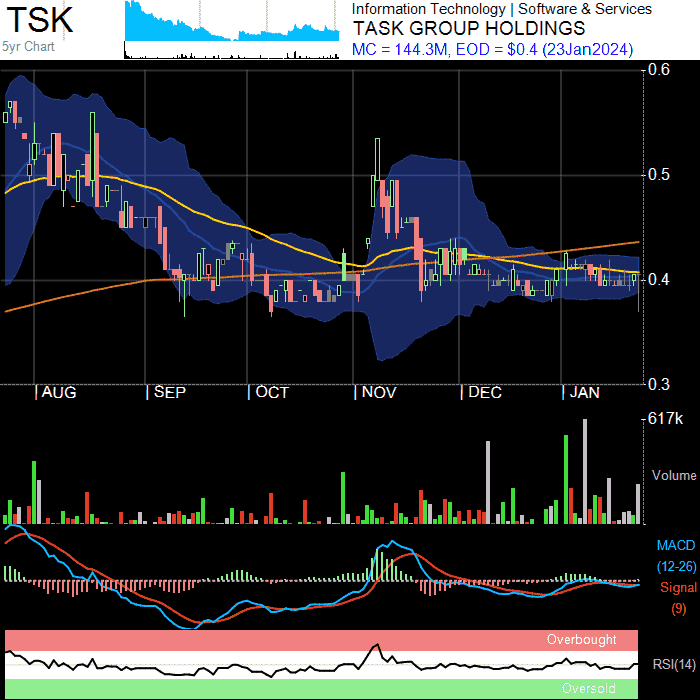 TSK
5yr Chart
Information Technology | Software & Services
TASK GROUP HOLDINGS
MC = 144.3M, EOD = $0.4 (23Jan2024)
0.6
0.5
0.4
0.3
AUG SEP OCT NOV DEC JAN
617k
Volume
MACD
(12-26)
Signal
(9)
Overbought
RSI(14)
Oversold